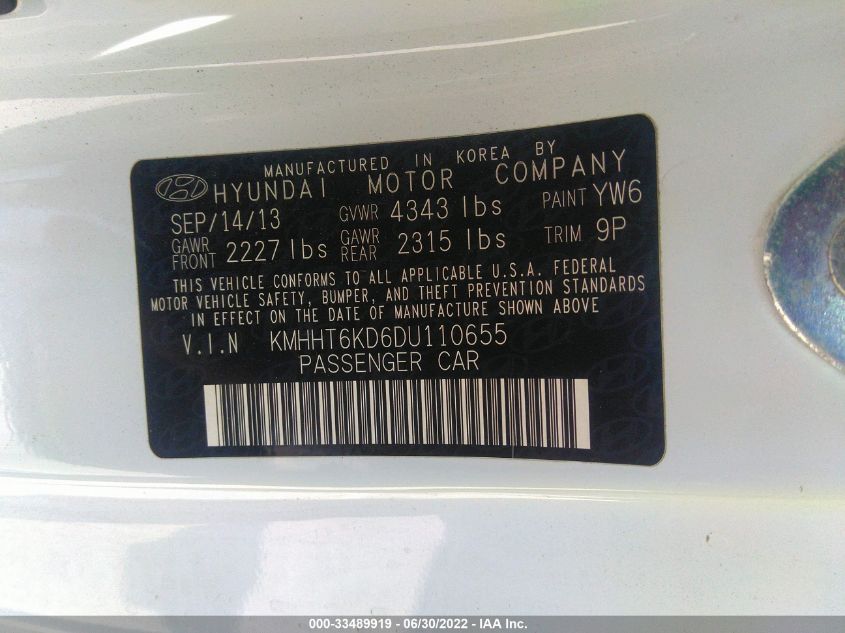 MANUFACTURED IN KOREA BY
HYUNDAI MOTOR COMPANY
SEP/14/13 GVWR 4343 lbs PAINT YW6
GAWR FRONT 2227 lbs GAWR REAR 2315 lbs TRIM 9P
THIS VEHICLE CONFORMS TO ALL APPLICABLE U.S.A. FEDERAL
MOTOR VEHICLE SAFETY, BUMPER, AND THEFT PREVENTION STANDARDS
IN EFFECT ON THE DATE OF MANUFACTURE SHOWN ABOVE
V.I.N KMHHT6KD6DU110655
PASSENGER CAR
000-33489919 - 06/30/2022 - IAA Inc.